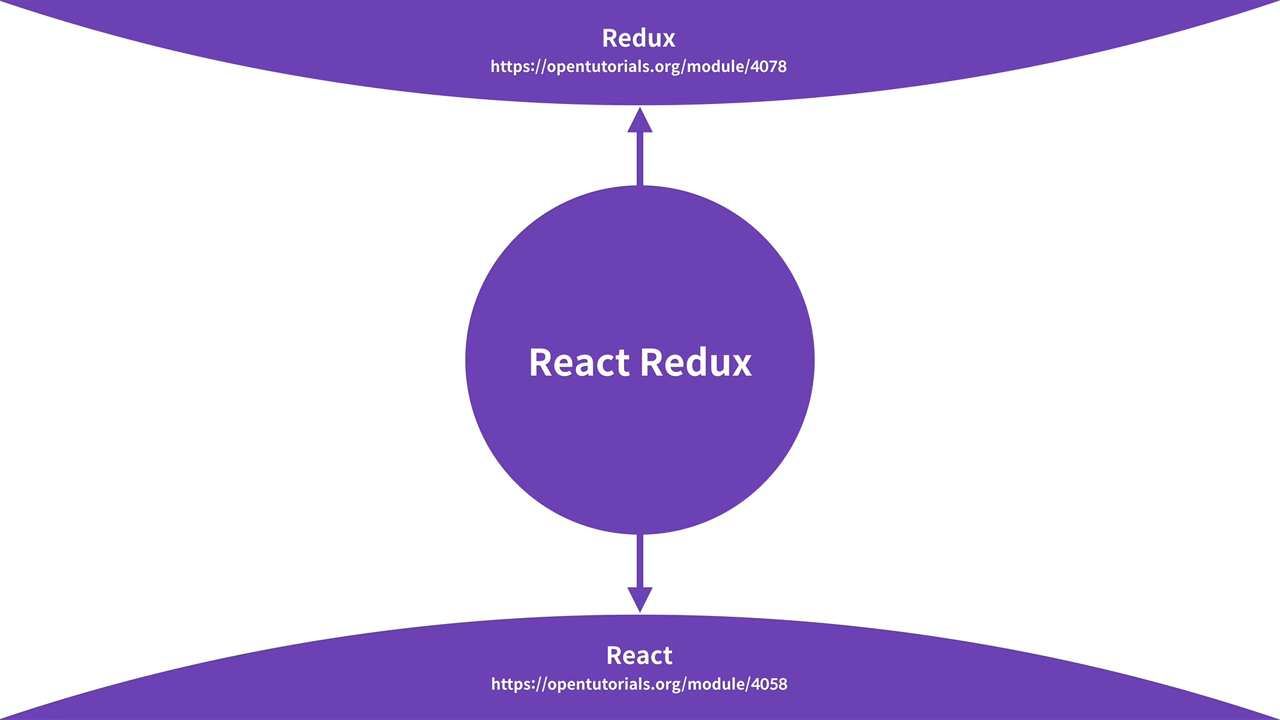 Redux
https://opentutorials.org/module/4078
React Redux
React
https://opentutorials.org/module/4058